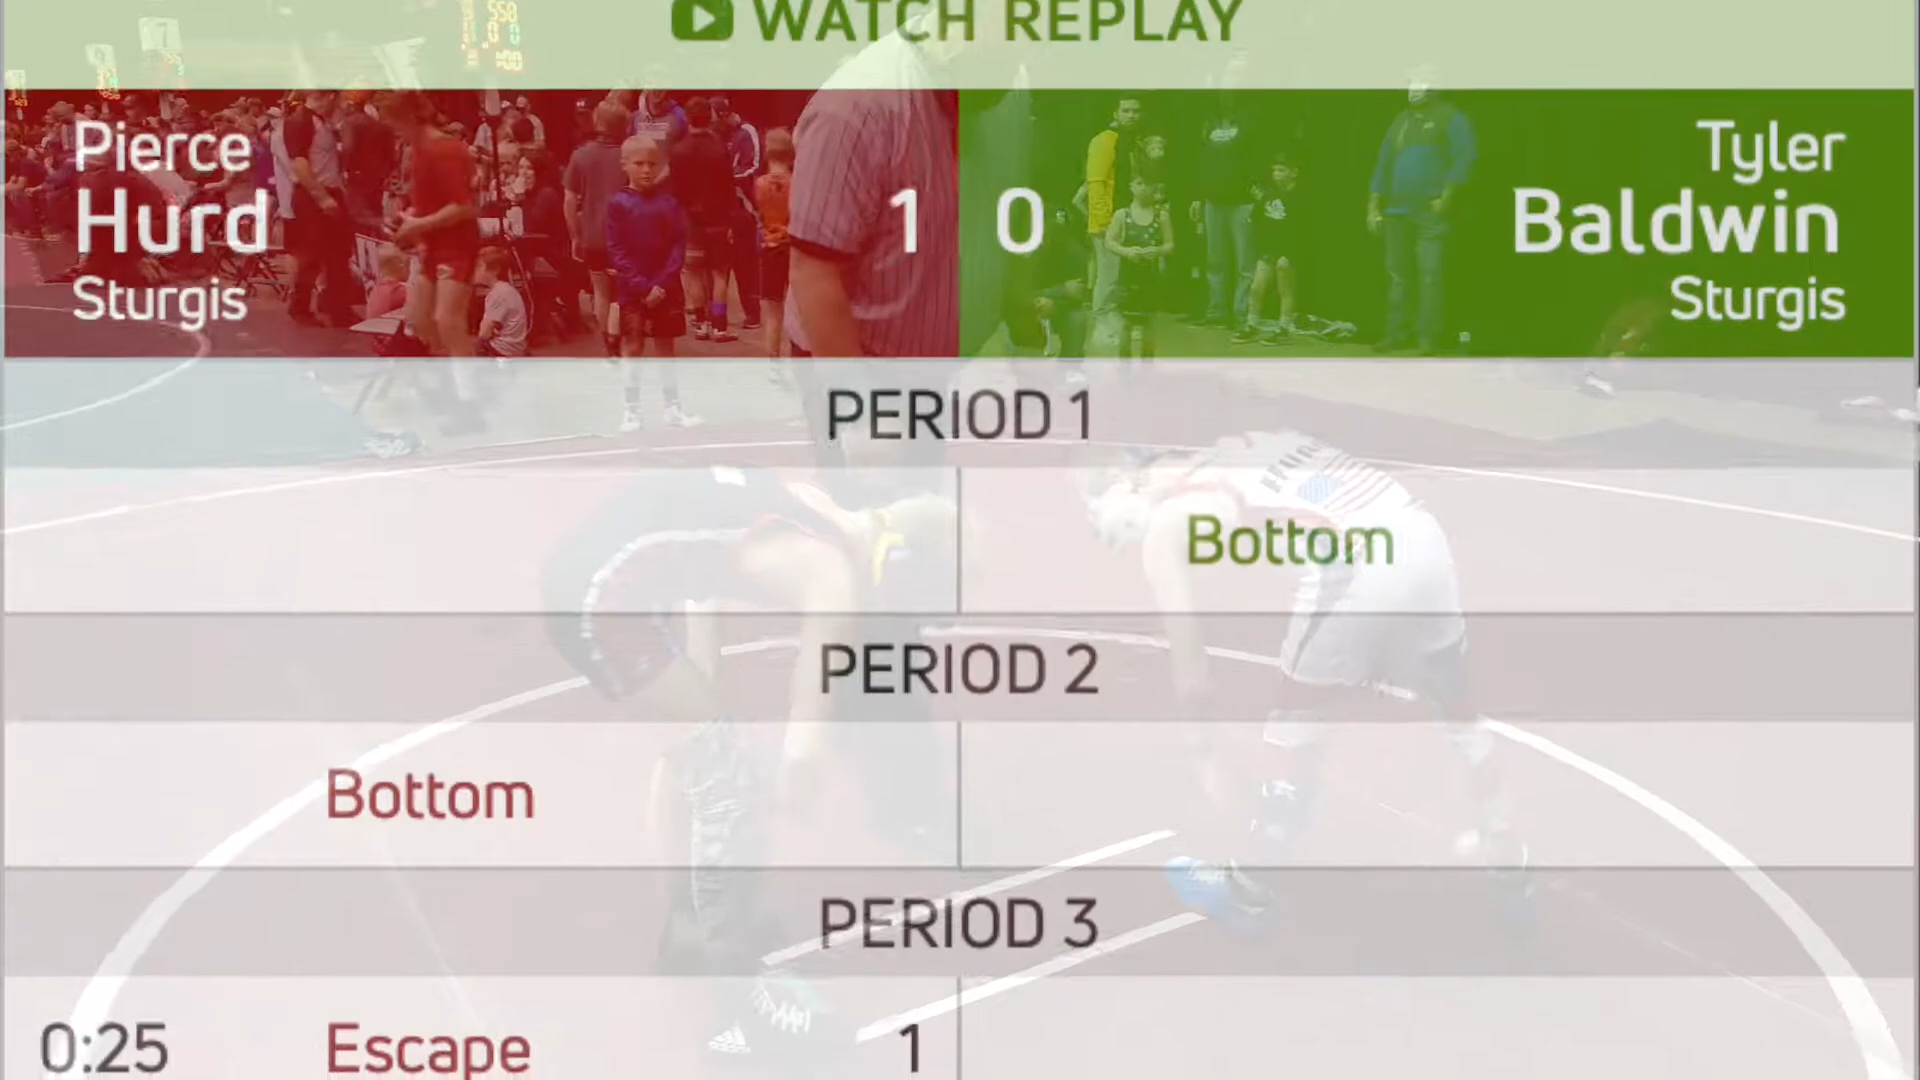 WATCH REPLAY
Pierce
Hurd
Sturgis
1
0
Tyler
Baldwin
Sturgis
PERIOD 1
Bottom
PERIOD 2
Bottom
PERIOD 3
0:25 Escape 1